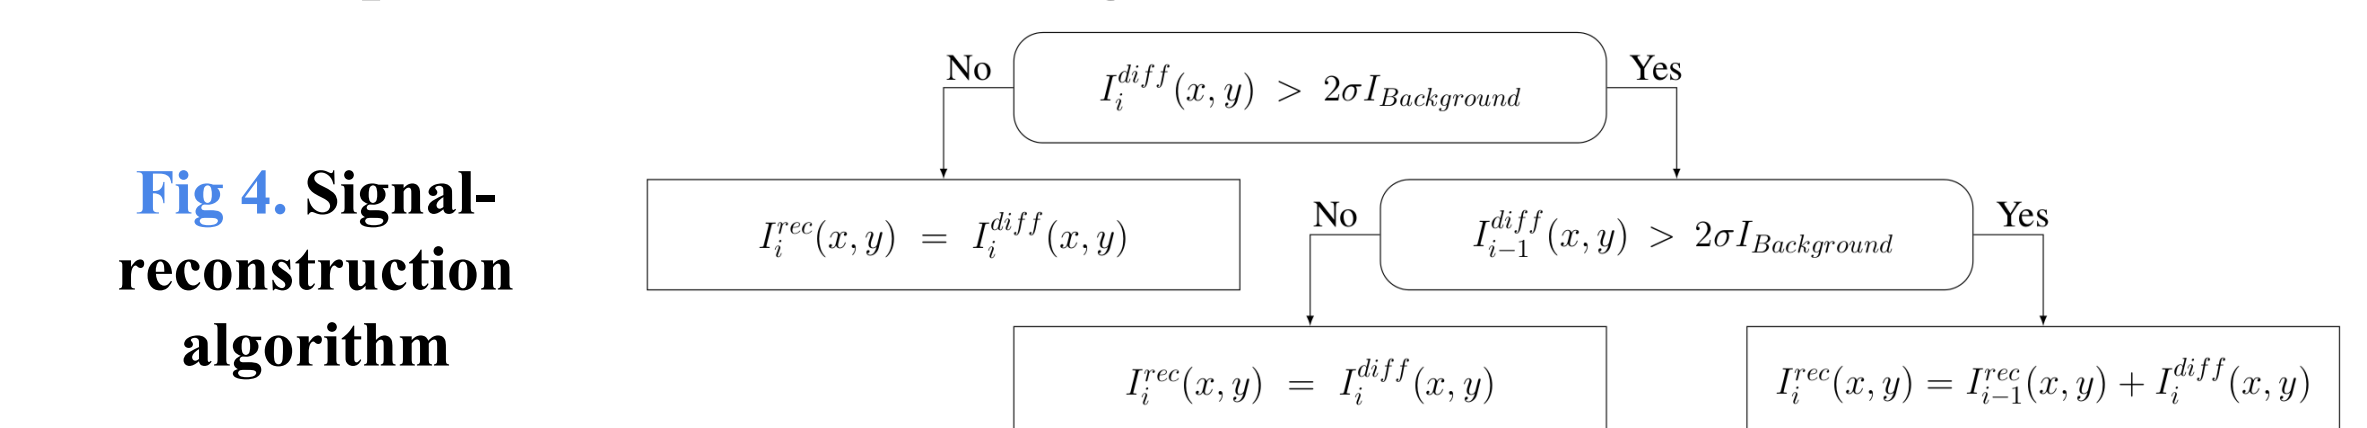 Fig 4. Signal-
reconstruction
algorithm
No
I_i^{diff}(x, y) > 2σI_{Background}
Yes
I_i^{rec}(x, y) = I_i^{diff}(x, y)
No
I_{i-1}^{diff}(x, y) > 2σI_{Background}
Yes
I_i^{rec}(x, y) = I_i^{diff}(x, y)
I_i^{rec}(x, y) = I_{i-1}^{rec}(x, y) + I_i^{diff}(x, y)